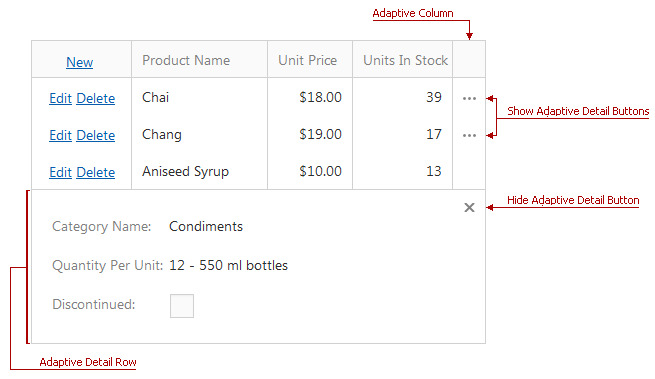 Adaptive Column
New Product Name Unit Price Units In Stock
Edit Delete Chai $18.00 39
Show Adaptive Detail Buttons
Edit Delete Chang $19.00 17
Edit Delete Aniseed Syrup $10.00 13
Hide Adaptive Detail Button
Category Name: Condiments
Quantity Per Unit: 12 - 550 ml bottles
Discontinued:
Adaptive Detail Row